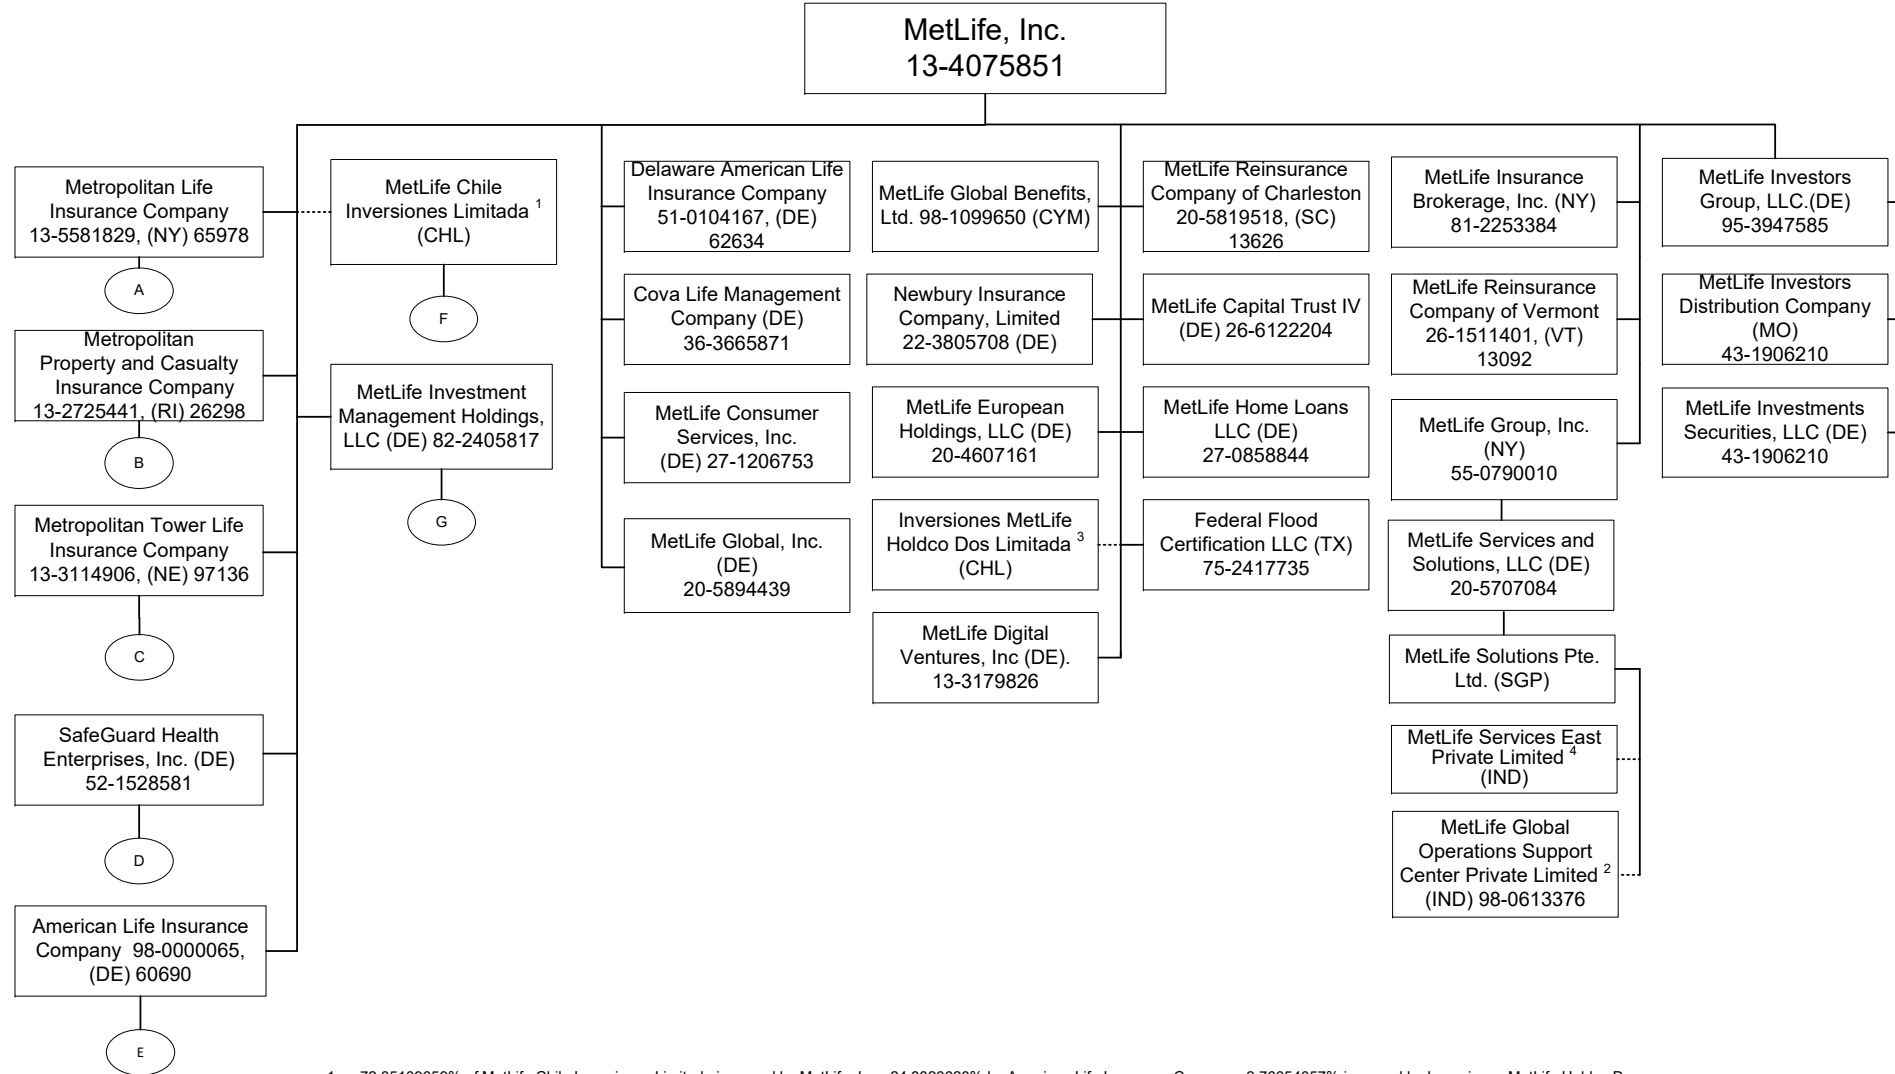 MetLife, Inc.
13-4075851
Metropolitan Life
Insurance Company
13-5581829, (NY) 65978
A
Metropolitan
Property and Casualty
Insurance Company
13-2725441, (RI) 26298
B
Metropolitan Tower Life
Insurance Company
13-3114906, (NE) 97136
C
SafeGuard Health
Enterprises, Inc. (DE)
52-1528581
D
American Life Insurance
Company 98-0000065,
(DE) 60690
E
MetLife Chile
Inversiones Limitada 1
(CHL)
F
MetLife Investment
Management Holdings,
LLC (DE) 82-2405817
G
Delaware American Life
Insurance Company
51-0104167, (DE)
62634
Cova Life Management
Company (DE)
36-3665871
MetLife Consumer
Services, Inc.
(DE) 27-1206753
MetLife Global, Inc.
(DE)
20-5894439
MetLife Global Benefits,
Ltd. 98-1099650 (CYM)
Newbury Insurance
Company, Limited
22-3805708 (DE)
MetLife European
Holdings, LLC (DE)
20-4607161
Inversiones MetLife
Holdco Dos Limitada 3
(CHL)
MetLife Digital
Ventures, Inc (DE).
13-3179826
MetLife Reinsurance
Company of Charleston
20-5819518, (SC)
13626
MetLife Capital Trust IV
(DE) 26-6122204
MetLife Home Loans
LLC (DE)
27-0858844
Federal Flood
Certification LLC (TX)
75-2417735
MetLife Insurance
Brokerage, Inc. (NY)
81-2253384
MetLife Reinsurance
Company of Vermont
26-1511401, (VT)
13092
MetLife Group, Inc.
(NY)
55-0790010
MetLife Services and
Solutions, LLC (DE)
20-5707084
MetLife Solutions Pte.
Ltd. (SGP)
MetLife Services East
Private Limited 4
(IND)
MetLife Global
Operations Support
Center Private Limited 2
(IND) 98-0613376
MetLife Investors
Group, LLC.(DE)
95-3947585
MetLife Investors
Distribution Company
(MO)
43-1906210
MetLife Investments
Securities, LLC (DE)
43-1906210